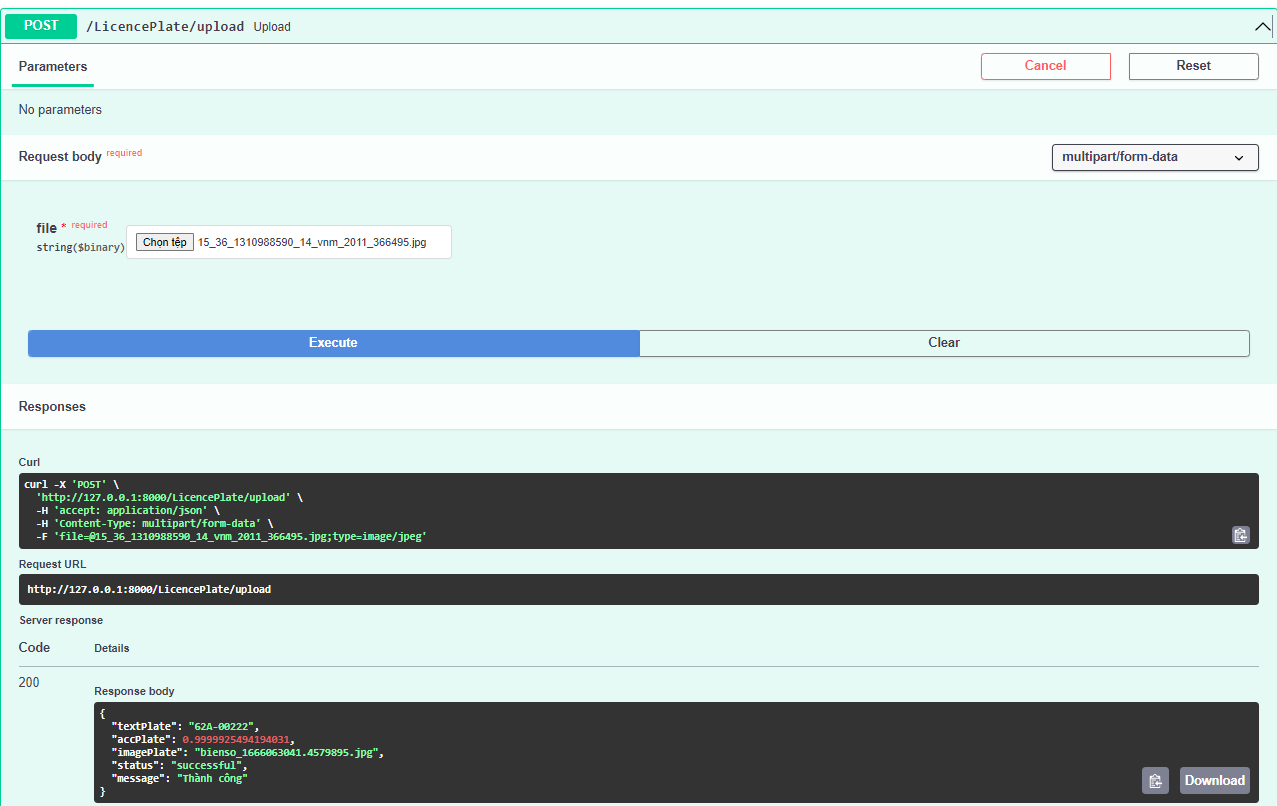 POST /LicencePlate/upload Upload
Parameters
Cancel
Reset
No parameters
Request body required
multipart/form-data
file * required
string($binary)
Chọn tệp 15_36_1310988590_14_vnm_2011_366495.jpg
Execute
Clear
Responses
Curl
curl -X 'POST' \
  'http://127.0.0.1:8000/LicencePlate/upload' \
  -H 'accept: application/json' \
  -H 'Content-Type: multipart/form-data' \
  -F 'file=@15_36_1310988590_14_vnm_2011_366495.jpg;type=image/jpeg'
Request URL
http://127.0.0.1:8000/LicencePlate/upload
Server response
Code Details
200
Response body
{
  "textPlate": "62A-00222",
  "accPlate": 0.9999925494194031,
  "imagePlate": "bienso_1666063041.4579895.jpg",
  "status": "successful",
  "message": "Thành công"
}
Download